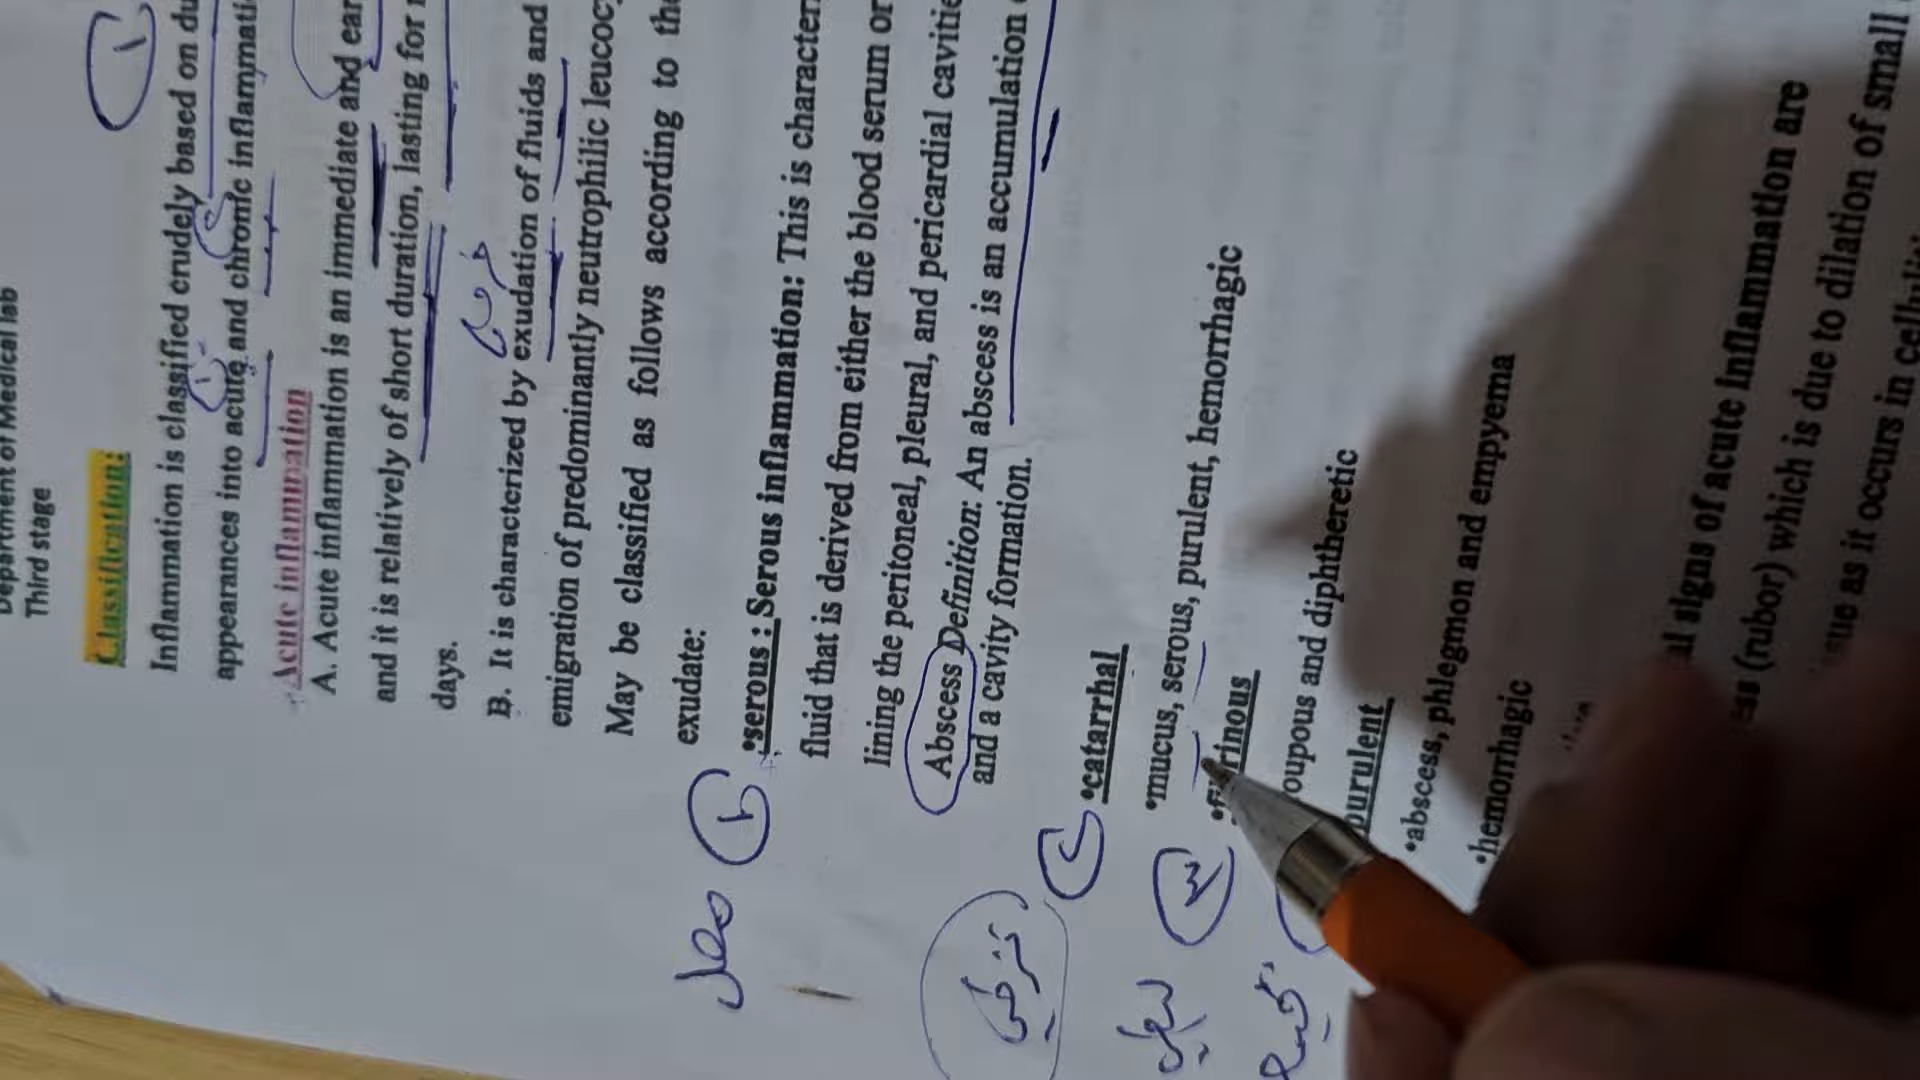 Department of Medical lab
Third stage
Classification:
Inflammation is classified crudely based on du
appearances into acute and chronic inflammati
Acute inflammation
A. Acute inflammation is an immediate and ear
and it is relatively of short duration, lasting for
days.
B. It is characterized by exudation of fluids and
emigration of predominantly neutrophilic leucoc
May be classified as follows according to the
exudate:
•serous : Serous inflammation: This is character
fluid that is derived from either the blood serum or
lining the peritoneal, pleural, and pericardial cavitie
Abscess Definition: An abscess is an accumulation
and a cavity formation.
•catarrhal
•mucus, serous, purulent, hemorrhagic
rinous
oupous and diphtheretic
purulent
•abscess, phlegmon and empyema
•hemorrhagic
al signs of acute inflammation are
ess (rubor) which is due to dilation of small
sue as it occurs in